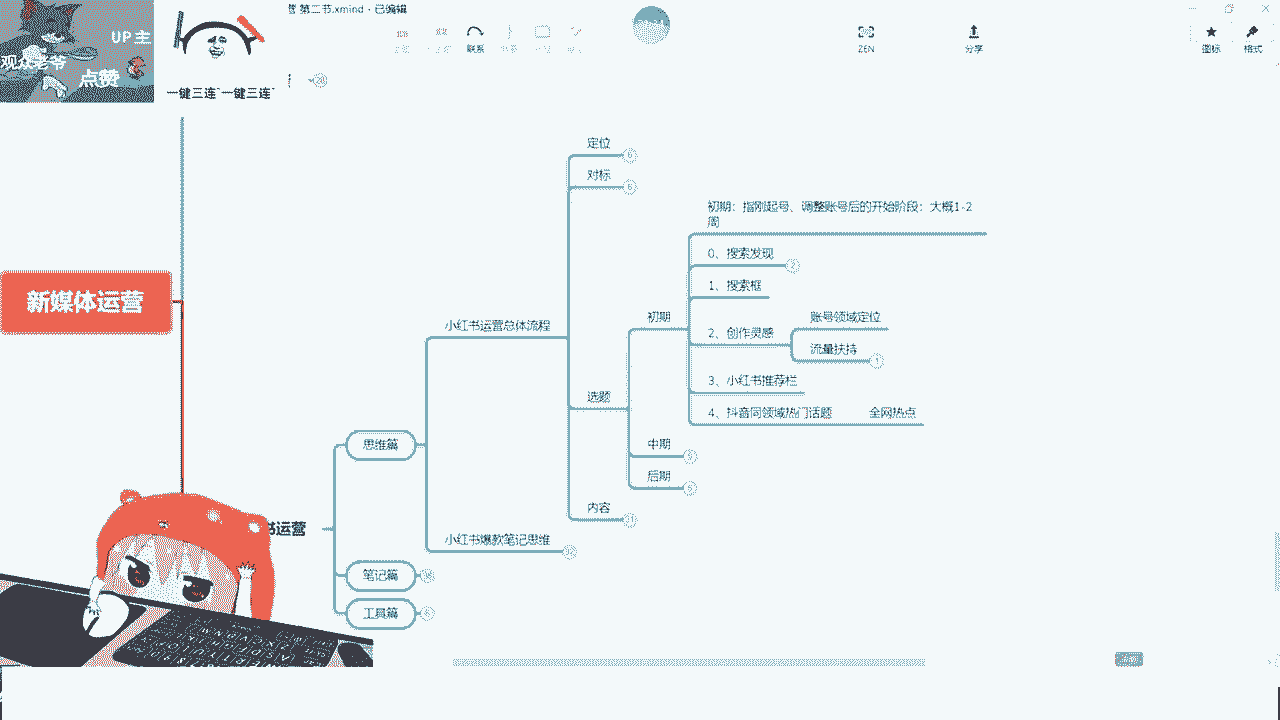 UP 主
观众老爷
点赞
一键三连~一键三连~
第二节.xmind - 已编辑
联系
ZEN
分享
图标
格式
新媒体运营
书运营
思维篇
笔记篇
工具篇
小红书运营总体流程
小红书爆款笔记思维
定位
对标
选题
内容
初期
中期
后期
初期：指刚起号、调整账号后的开始阶段：大概1-2
周
0、搜索发现
1、搜索框
2、创作灵感
账号领域定位
流量扶持
3、小红书推荐栏
4、抖音同领域热门话题 全网热点